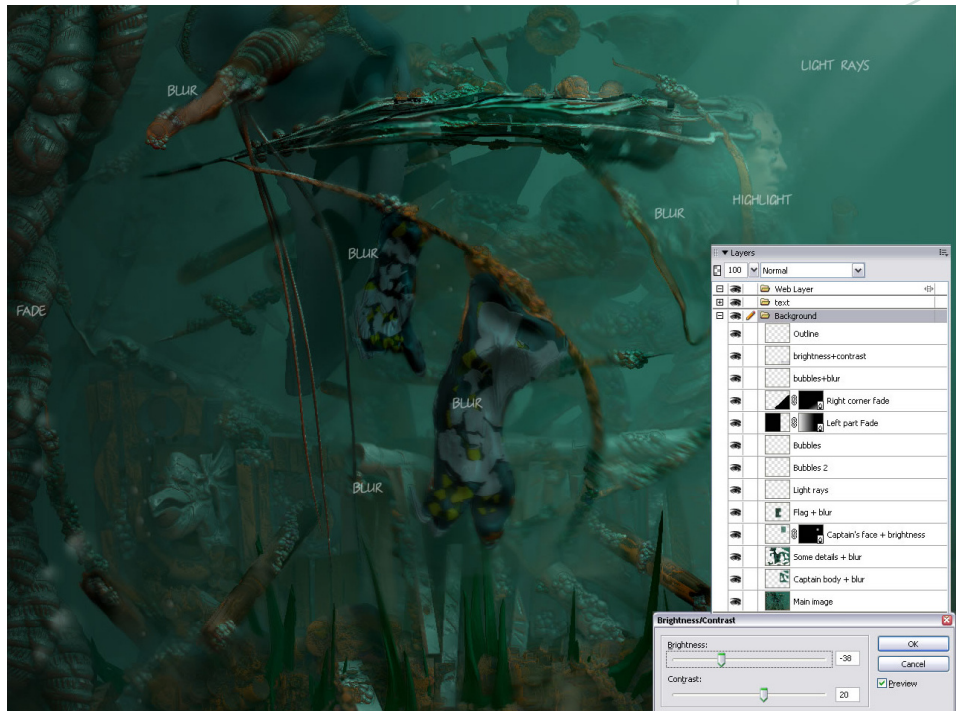 LIGHT RAYS
BLUR
HIGHLIGHT
BLUR
BLUR
FADE
BLUR
BLUR
Layers
100 Normal
Web Layer
text
Background
Outline
brightness+contrast
bubbles+blur
Right corner fade
Left part Fade
Bubbles
Bubbles 2
Light rays
Flag + blur
Captain's face + brightness
Some details + blur
Captain body + blur
Main image
Brightness/Contrast
Brightness:
-38
Contrast:
20
OK
Cancel
Preview